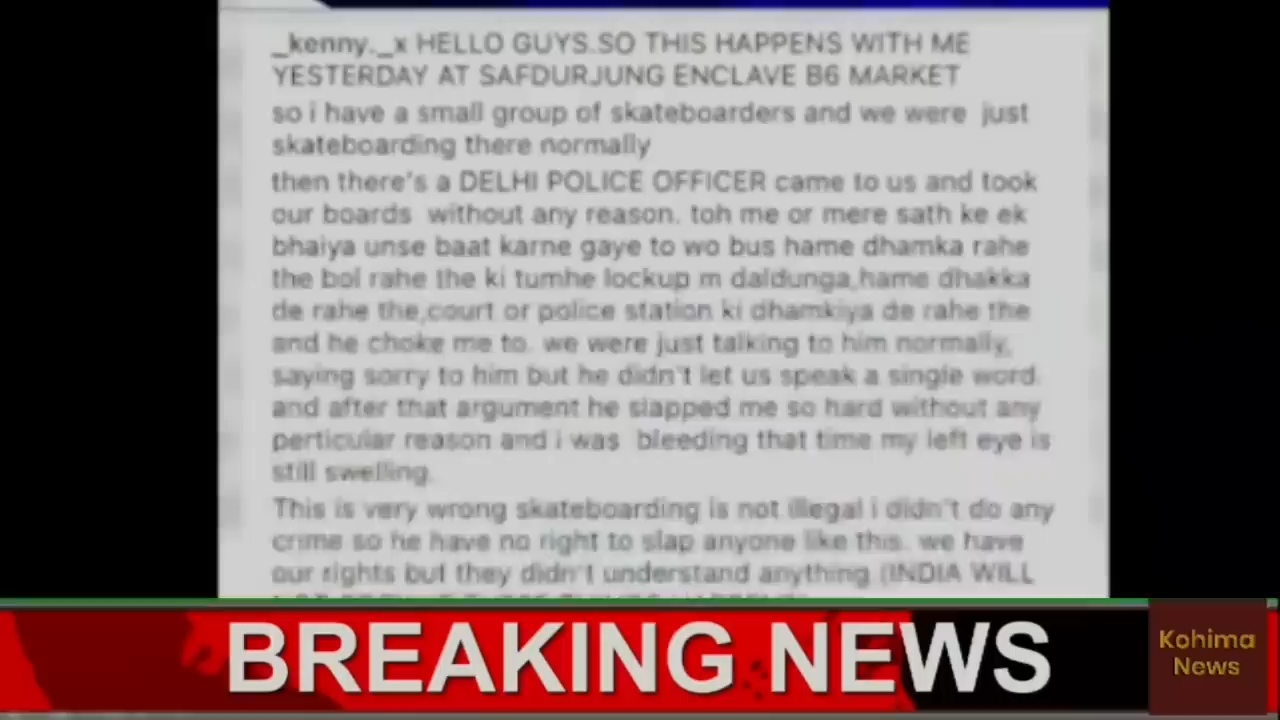 _kenny._x HELLO GUYS.SO THIS HAPPENS WITH ME
YESTERDAY AT SAFDURJUNG ENCLAVE B6 MARKET
so i have a small group of skateboarders and we were just
skateboarding there normally
then there's a DELHI POLICE OFFICER came to us and took
our boards without any reason. toh me or mere sath ke ek
bhaiya unse baat karne gaye to wo bus hame dhamka rahe
the bol rahe the ki tumhe lockup m daldunga,hame dhakka
de rahe the,court or police station ki dhamkiya de rahe the
and he choke me to. we were just talking to him normally,
saying sorry to him but he didn't let us speak a single word.
and after that argument he slapped me so hard without any
perticular reason and i was bleeding that time my left eye is
still swelling.
This is very wrong skateboarding is not illegal i didn't do any
crime so he have no right to slap anyone like this. we have
our rights but they didn't understand anything (INDIA WILL
BREAKING NEWS
Kohima
News